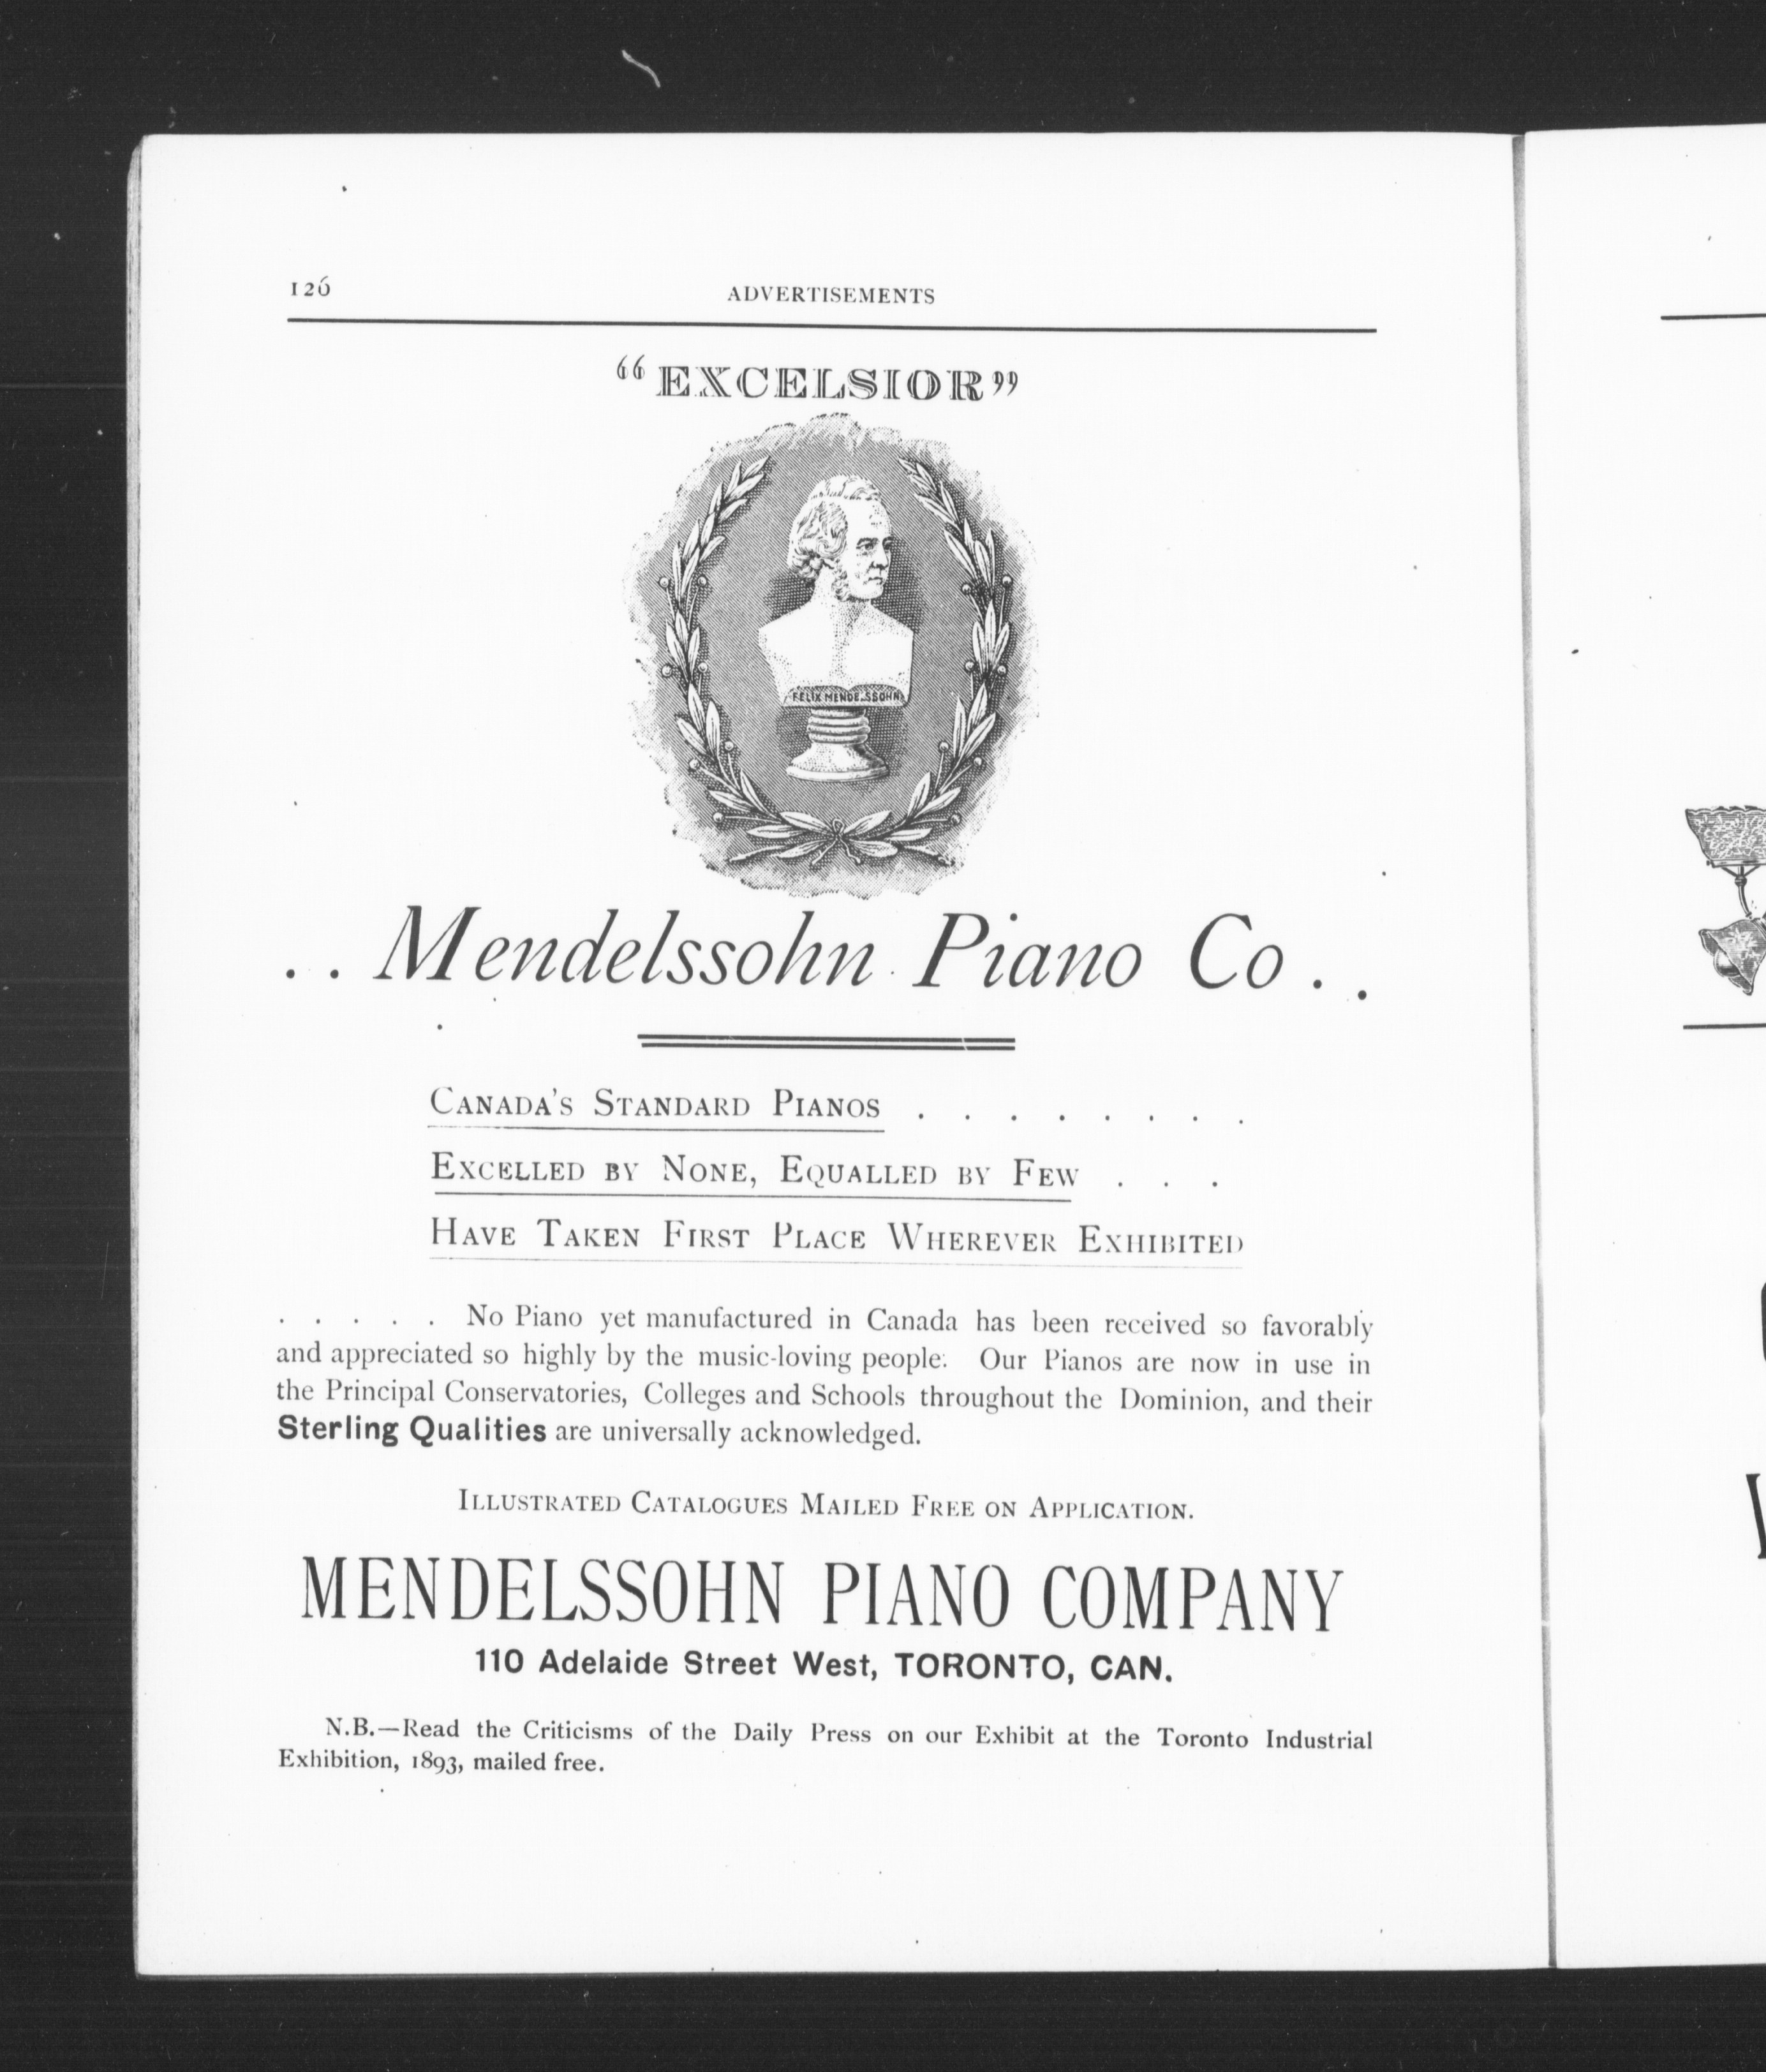 126
ADVERTISEMENTS
“EXCELSIOR”
FELIX MENDELSSOHN
. . Mendelssohn Piano Co . .
CANADA'S STANDARD PIANOS . . . . . . . .
EXCELLED BY NONE, EQUALLED BY FEW . . .
HAVE TAKEN FIRST PLACE WHEREVER EXHIBITED
. . . . . No Piano yet manufactured in Canada has been received so favorably
and appreciated so highly by the music-loving people. Our Pianos are now in use in
the Principal Conservatories, Colleges and Schools throughout the Dominion, and their
Sterling Qualities are universally acknowledged.
ILLUSTRATED CATALOGUES MAILED FREE ON APPLICATION.
MENDELSSOHN PIANO COMPANY
110 Adelaide Street West, TORONTO, CAN.
N.B.—Read the Criticisms of the Daily Press on our Exhibit at the Toronto Industrial
Exhibition, 1893, mailed free.